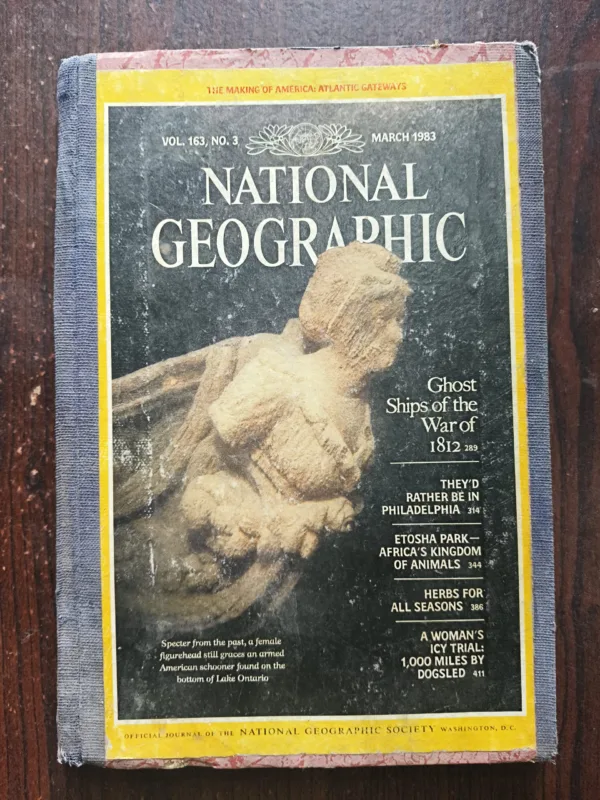 THE MAKING OF AMERICA: ATLANTIC GATEWAYS
VOL. 163, NO. 3
MARCH 1983
NATIONAL
GEOGRAPHIC
Ghost
Ships of the
War of
1812 289
THEY'D
RATHER BE IN
PHILADELPHIA 314
ETOSHA PARK—
AFRICA'S KINGDOM
OF ANIMALS 344
HERBS FOR
ALL SEASONS 386
A WOMAN'S
ICY TRIAL:
1,000 MILES BY
DOGSLED 411
Specter from the past, a female
figurehead still graces an armed
American schooner found on the
bottom of Lake Ontario
OFFICIAL JOURNAL OF THE NATIONAL GEOGRAPHIC SOCIETY WASHINGTON, D.C.